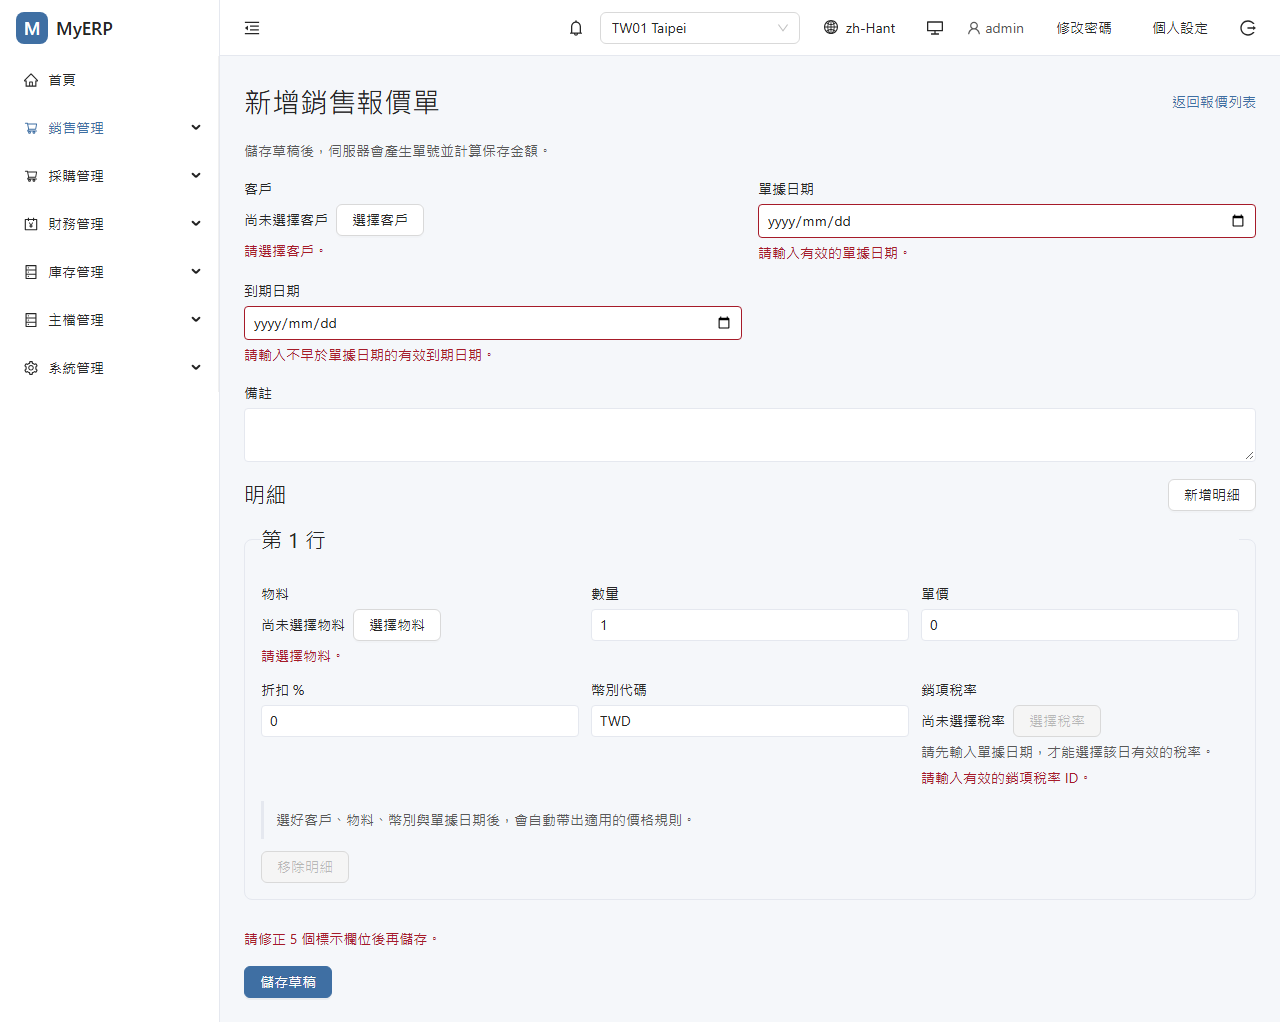 M MyERP
TW01 Taipei
zh-Hant
admin
修改密碼
個人設定
首頁
銷售管理
採購管理
財務管理
庫存管理
主檔管理
系統管理
新增銷售報價單
返回報價列表
儲存草稿後，伺服器會產生單號並計算保存金額。
客戶
尚未選擇客戶 選擇客戶
請選擇客戶。
單據日期
yyyy/mm/dd
請輸入有效的單據日期。
到期日期
yyyy/mm/dd
請輸入不早於單據日期的有效到期日期。
備註
明細
新增明細
第 1 行
物料
尚未選擇物料 選擇物料
請選擇物料。
數量
1
單價
0
折扣 %
0
幣別代碼
TWD
銷項稅率
尚未選擇稅率 選擇稅率
請先輸入單據日期，才能選擇該日有效的稅率。
請輸入有效的銷項稅率 ID。
選好客戶、物料、幣別與單據日期後，會自動帶出適用的價格規則。
移除明細
請修正 5 個標示欄位後再儲存。
儲存草稿